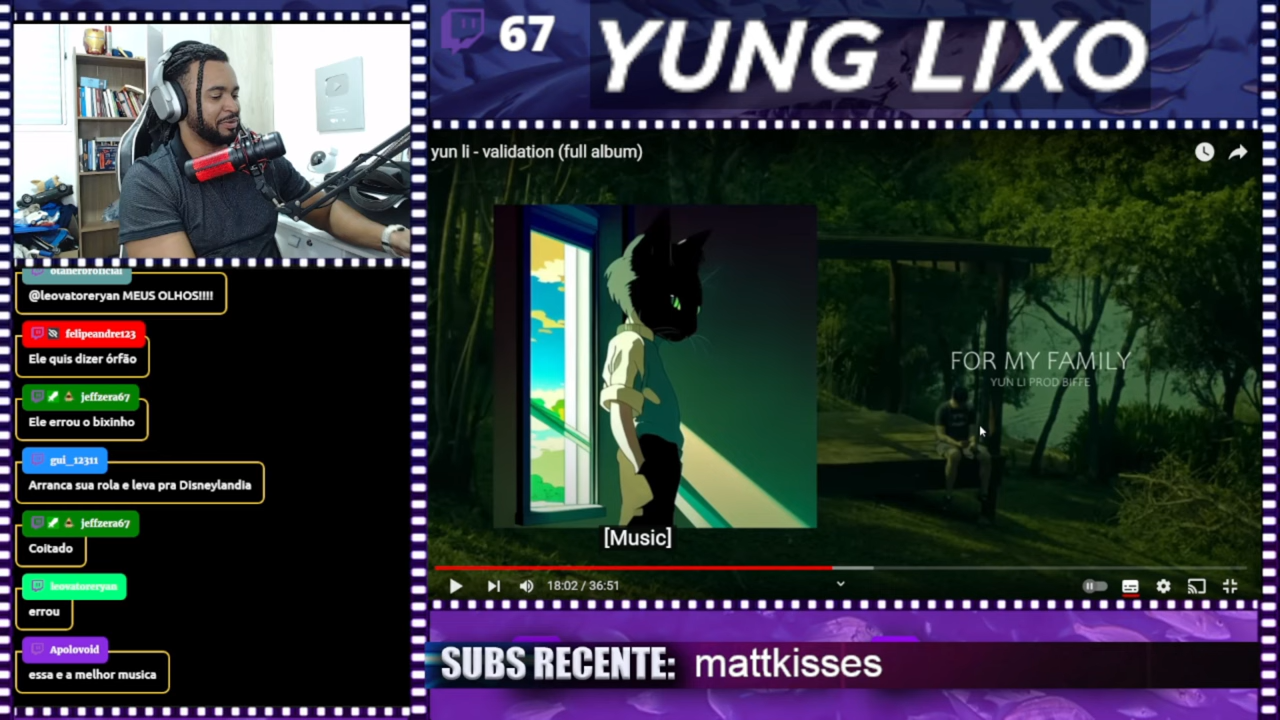 67
YUNG LIXO
yun li - validation (full album)
FOR MY FAMILY
YUN LI PROD BIFFE
[Music]
18:02 / 36:51
@leovatoreryan MEUS OLHOS!!!!
felipeandre123
Ele quis dizer órfão
jeffzera67
Ele errou o bixinho
gui_12311
Arranca sua rola e leva pra Disneylandia
jeffzera67
Coitado
leovatoreryan
errou
Apolovoid
essa e a melhor musica
SUBS RECENTE: mattkisses